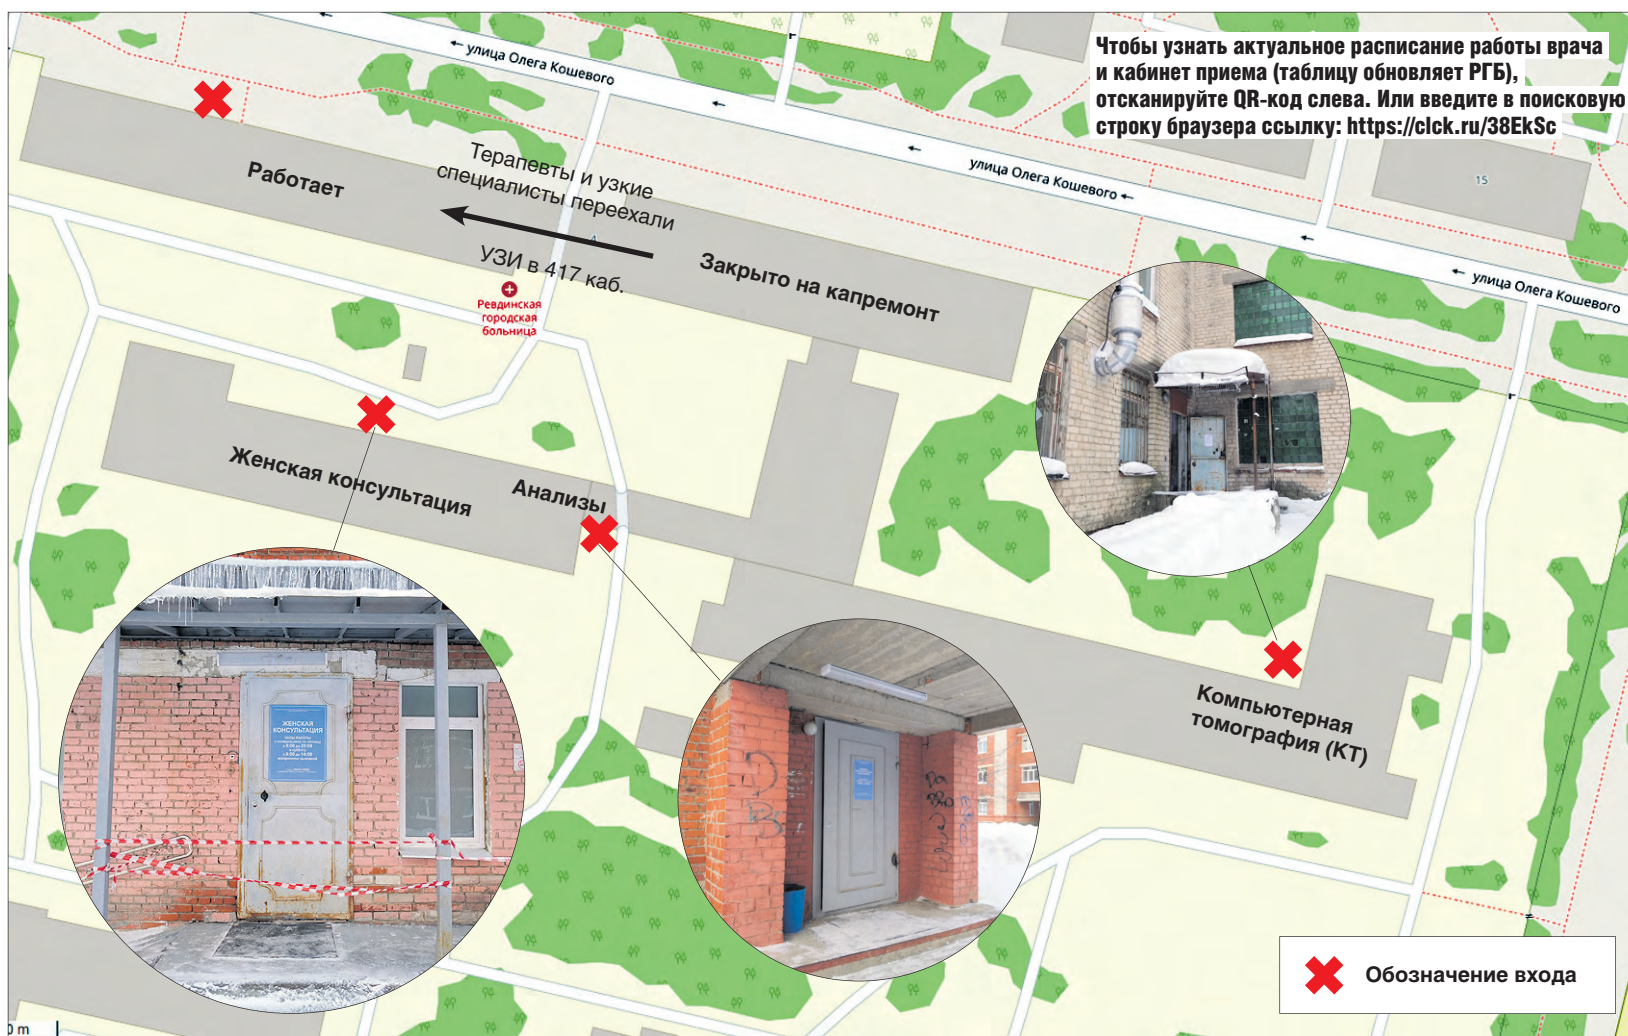 Чтобы узнать актуальное расписание работы врача
и кабинет приема (таблицу обновляет РГБ),
отсканируйте QR-код слева. Или введите в поисковую
строку браузера ссылку: https://clck.ru/38EkSc
← улица Олега Кошевого
улица Олега Кошевого ←
← улица Олега Кошевого
15
Терапевты и узкие
специалисты переехали
Работает
4
УЗИ в 417 каб.
Закрыто на капремонт
Ревдинская
городская
больница
Женская консультация
Анализы
Компьютерная
томография (КТ)
ЖЕНСКАЯ
КОНСУЛЬТАЦИЯ
Обозначение входа
0 m